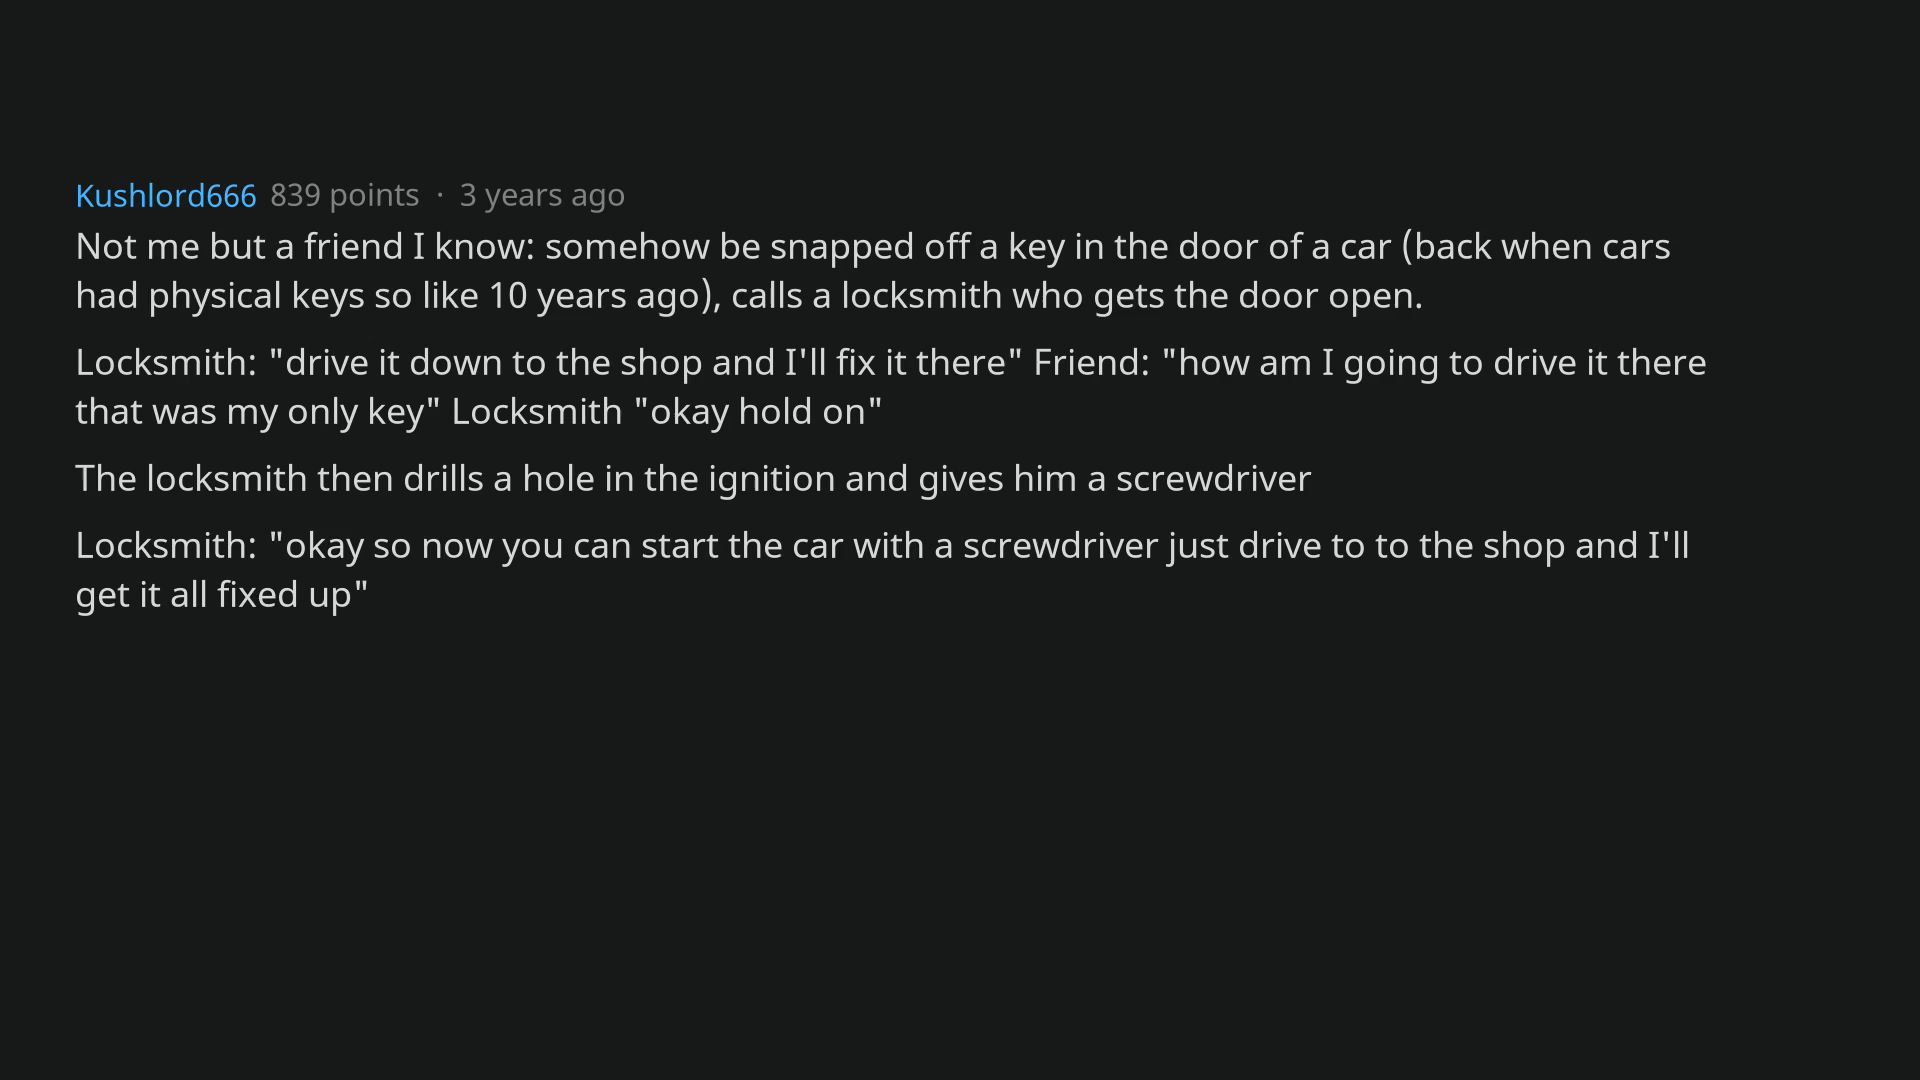 Kushlord666 839 points · 3 years ago
Not me but a friend I know: somehow be snapped off a key in the door of a car (back when cars
had physical keys so like 10 years ago), calls a locksmith who gets the door open.
Locksmith: "drive it down to the shop and I'll fix it there" Friend: "how am I going to drive it there
that was my only key" Locksmith "okay hold on"
The locksmith then drills a hole in the ignition and gives him a screwdriver
Locksmith: "okay so now you can start the car with a screwdriver just drive to to the shop and I'll
get it all fixed up"